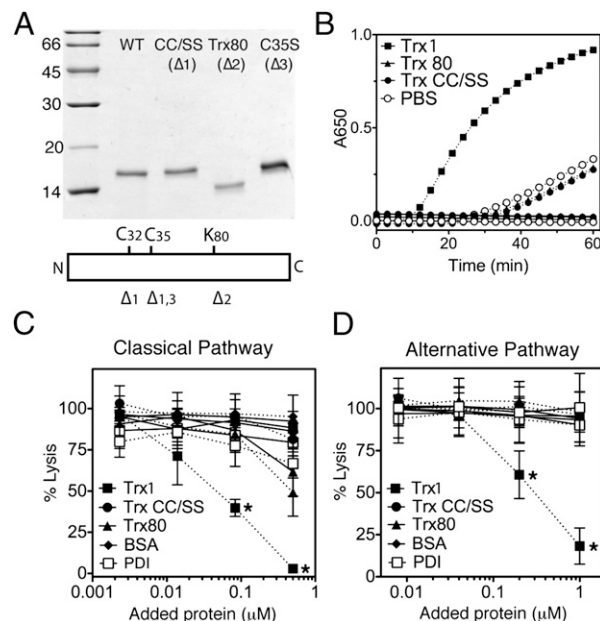 A
WT CC/SS Trx80 C35S
(Δ1) (Δ2) (Δ3)
66
45
30
20
14
C32 C35 K80
N C
Δ1 Δ1,3 Δ2
B
Trx1
Trx 80
Trx CC/SS
PBS
A650
1.0
0.5
0.0
0 20 40 60
Time (min)
C
Classical Pathway
% Lysis
100
75
50
25
0
*
*
Trx1
Trx CC/SS
Trx80
BSA
PDI
0.001 0.01 0.1 1
Added protein (μM)
D
Alternative Pathway
% Lysis
100
75
50
25
0
*
*
Trx1
Trx CC/SS
Trx80
BSA
PDI
0.01 0.1 1
Added protein (μM)